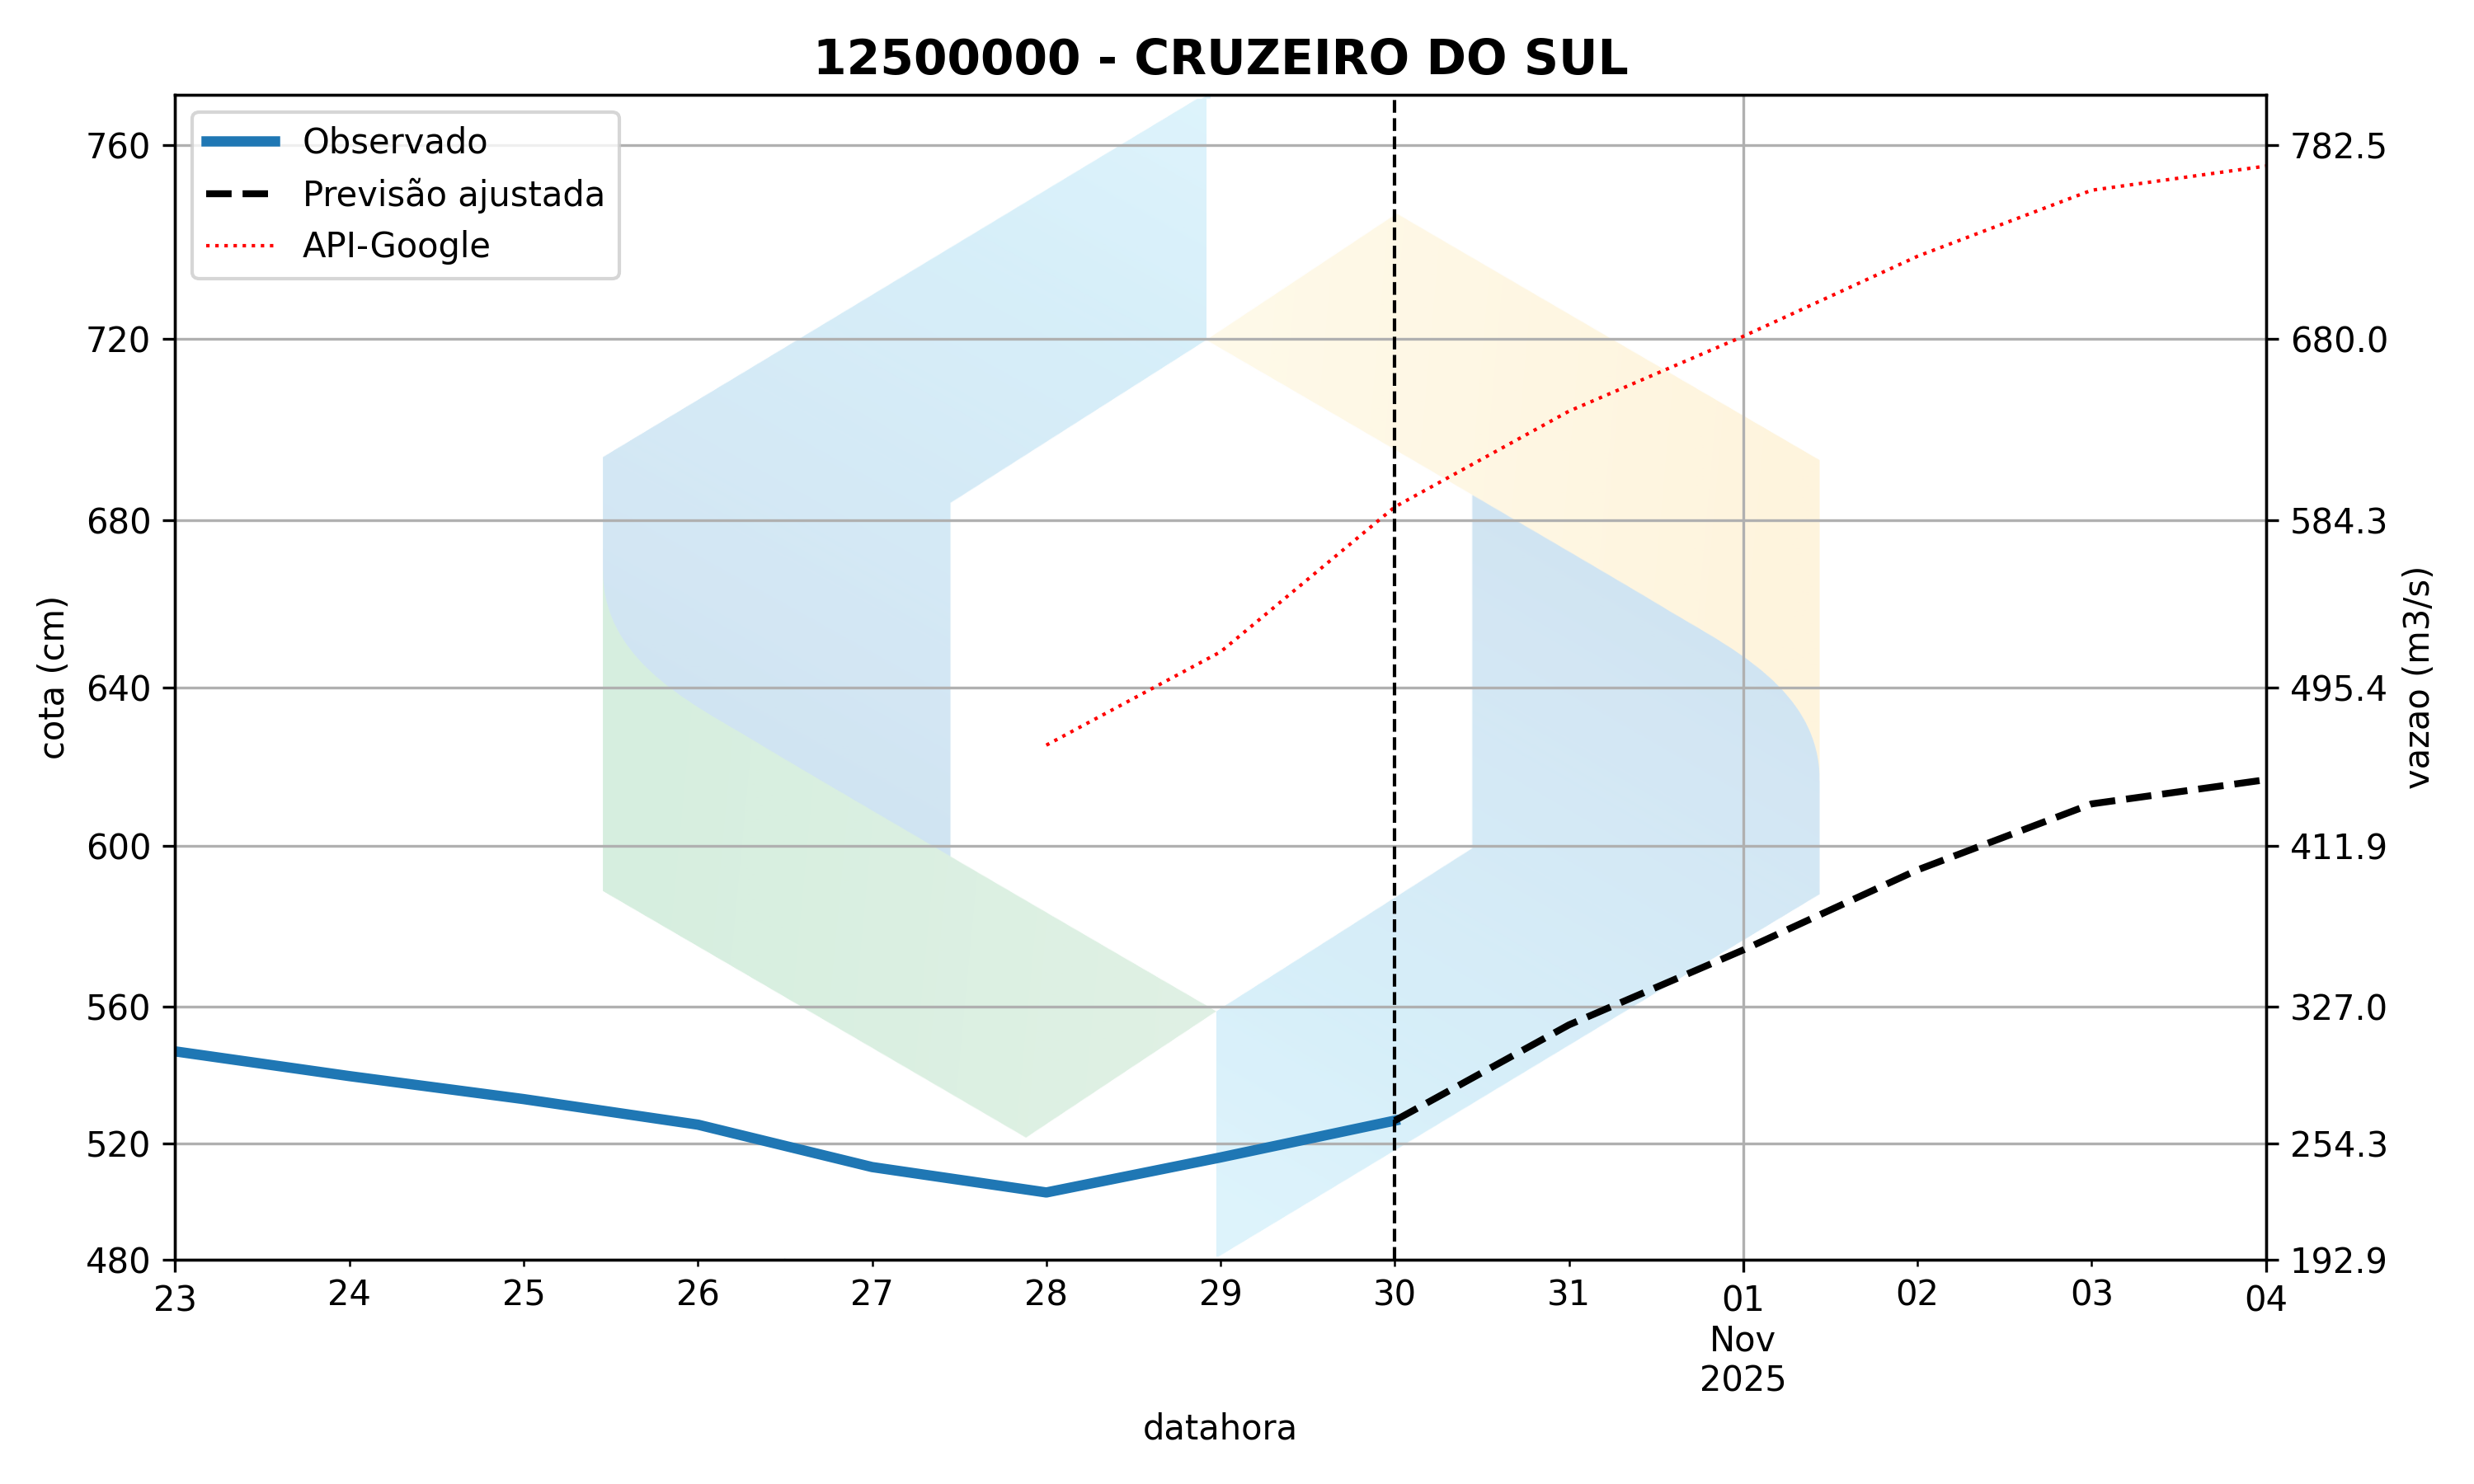 12500000 - CRUZEIRO DO SUL
Observado
Previsão ajustada
API-Google
760
720
680
640
600
560
520
480
cota (cm)
782.5
680.0
584.3
495.4
411.9
327.0
254.3
192.9
vazao (m3/s)
23 24 25 26 27 28 29 30 31 01 02 03 04
Nov
2025
datahora